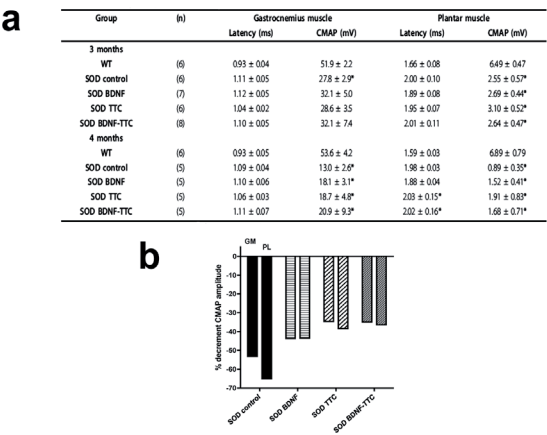 a
Group (n) Gastrocnemius muscle Plantar muscle
Latency (ms) CMAP (mV) Latency (ms) CMAP (mV)
3 months
WT (6) 0.93 ± 0.04 51.9 ± 2.2 1.66 ± 0.08 6.49 ± 0.47
SOD control (6) 1.11 ± 0.05 27.8 ± 2.9* 2.00 ± 0.10 2.55 ± 0.57*
SOD BDNF (7) 1.12 ± 0.05 32.1 ± 5.0 1.89 ± 0.08 2.69 ± 0.44*
SOD TTC (6) 1.04 ± 0.02 28.6 ± 3.5 1.95 ± 0.07 3.10 ± 0.52*
SOD BDNF-TTC (8) 1.10 ± 0.05 32.1 ± 7.4 2.01 ± 0.11 2.64 ± 0.47*
4 months
WT (6) 0.93 ± 0.05 53.6 ± 4.2 1.59 ± 0.03 6.89 ± 0.79
SOD control (5) 1.09 ± 0.04 13.0 ± 2.6* 1.98 ± 0.03 0.89 ± 0.35*
SOD BDNF (5) 1.10 ± 0.06 18.1 ± 3.1* 1.88 ± 0.04 1.52 ± 0.41*
SOD TTC (5) 1.06 ± 0.03 18.7 ± 4.8* 2.03 ± 0.15* 1.91 ± 0.83*
SOD BDNF-TTC (5) 1.11 ± 0.07 20.9 ± 9.3* 2.02 ± 0.16* 1.68 ± 0.71*
b
GM PL
0
-10
-20
-30
-40
-50
-60
-70
% decrement CMAP amplitude
SOD control
SOD BDNF
SOD TTC
SOD BDNF-TTC